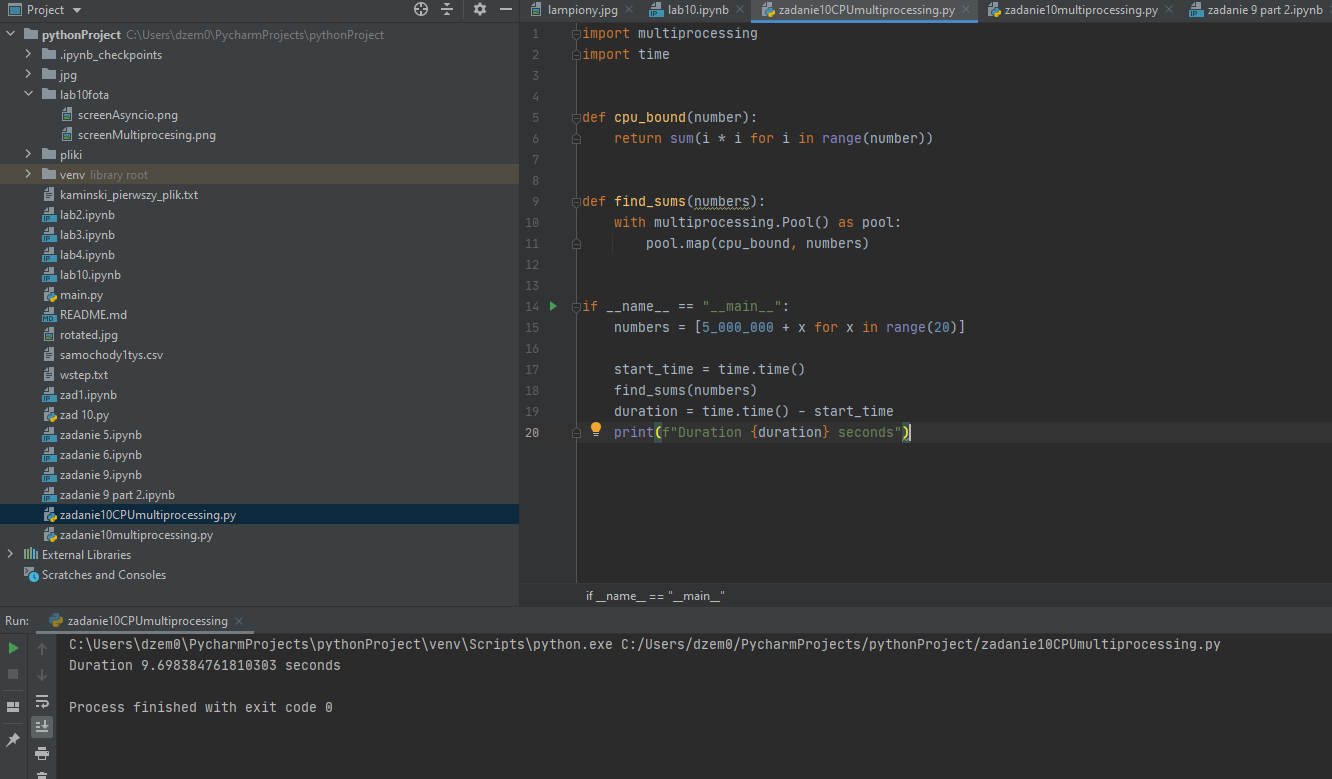 Project
pythonProject C:\Users\dzem0\PycharmProjects\pythonProject
.ipynb_checkpoints
jpg
lab10fota
screenAsyncio.png
screenMultiprocesing.png
pliki
venv library root
kaminski_pierwszy_plik.txt
lab2.ipynb
lab3.ipynb
lab4.ipynb
lab10.ipynb
main.py
README.md
rotated.jpg
samochody1tys.csv
wstep.txt
zad1.ipynb
zad 10.py
zadanie 5.ipynb
zadanie 6.ipynb
zadanie 9.ipynb
zadanie 9 part 2.ipynb
zadanie10CPUmultiprocessing.py
zadanie10multiprocessing.py
External Libraries
Scratches and Consoles
lampiony.jpg
lab10.ipynb
zadanie10CPUmultiprocessing.py
zadanie10multiprocessing.py
zadanie 9 part 2.ipynb
1 import multiprocessing
2 import time
3
4
5 def cpu_bound(number):
6     return sum(i * i for i in range(number))
7
8
9 def find_sums(numbers):
10     with multiprocessing.Pool() as pool:
11         pool.map(cpu_bound, numbers)
12
13
14 if __name__ == "__main__":
15     numbers = [5_000_000 + x for x in range(20)]
16
17     start_time = time.time()
18     find_sums(numbers)
19     duration = time.time() - start_time
20     print(f"Duration {duration} seconds")
if __name__ == "__main__"
Run: zadanie10CPUmultiprocessing
C:\Users\dzem0\PycharmProjects\pythonProject\venv\Scripts\python.exe C:/Users/dzem0/PycharmProjects/pythonProject/zadanie10CPUmultiprocessing.py
Duration 9.698384761810303 seconds
Process finished with exit code 0